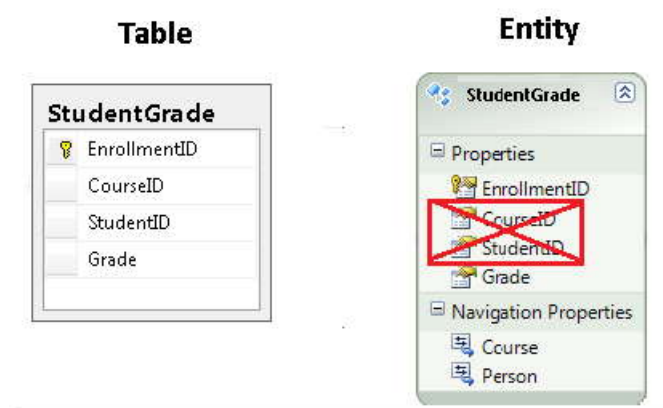 Table
Entity
StudentGrade
EnrollmentID
CourseID
StudentID
Grade
StudentGrade
Properties
EnrollmentID
CourseID
StudentID
Grade
Navigation Properties
Course
Person